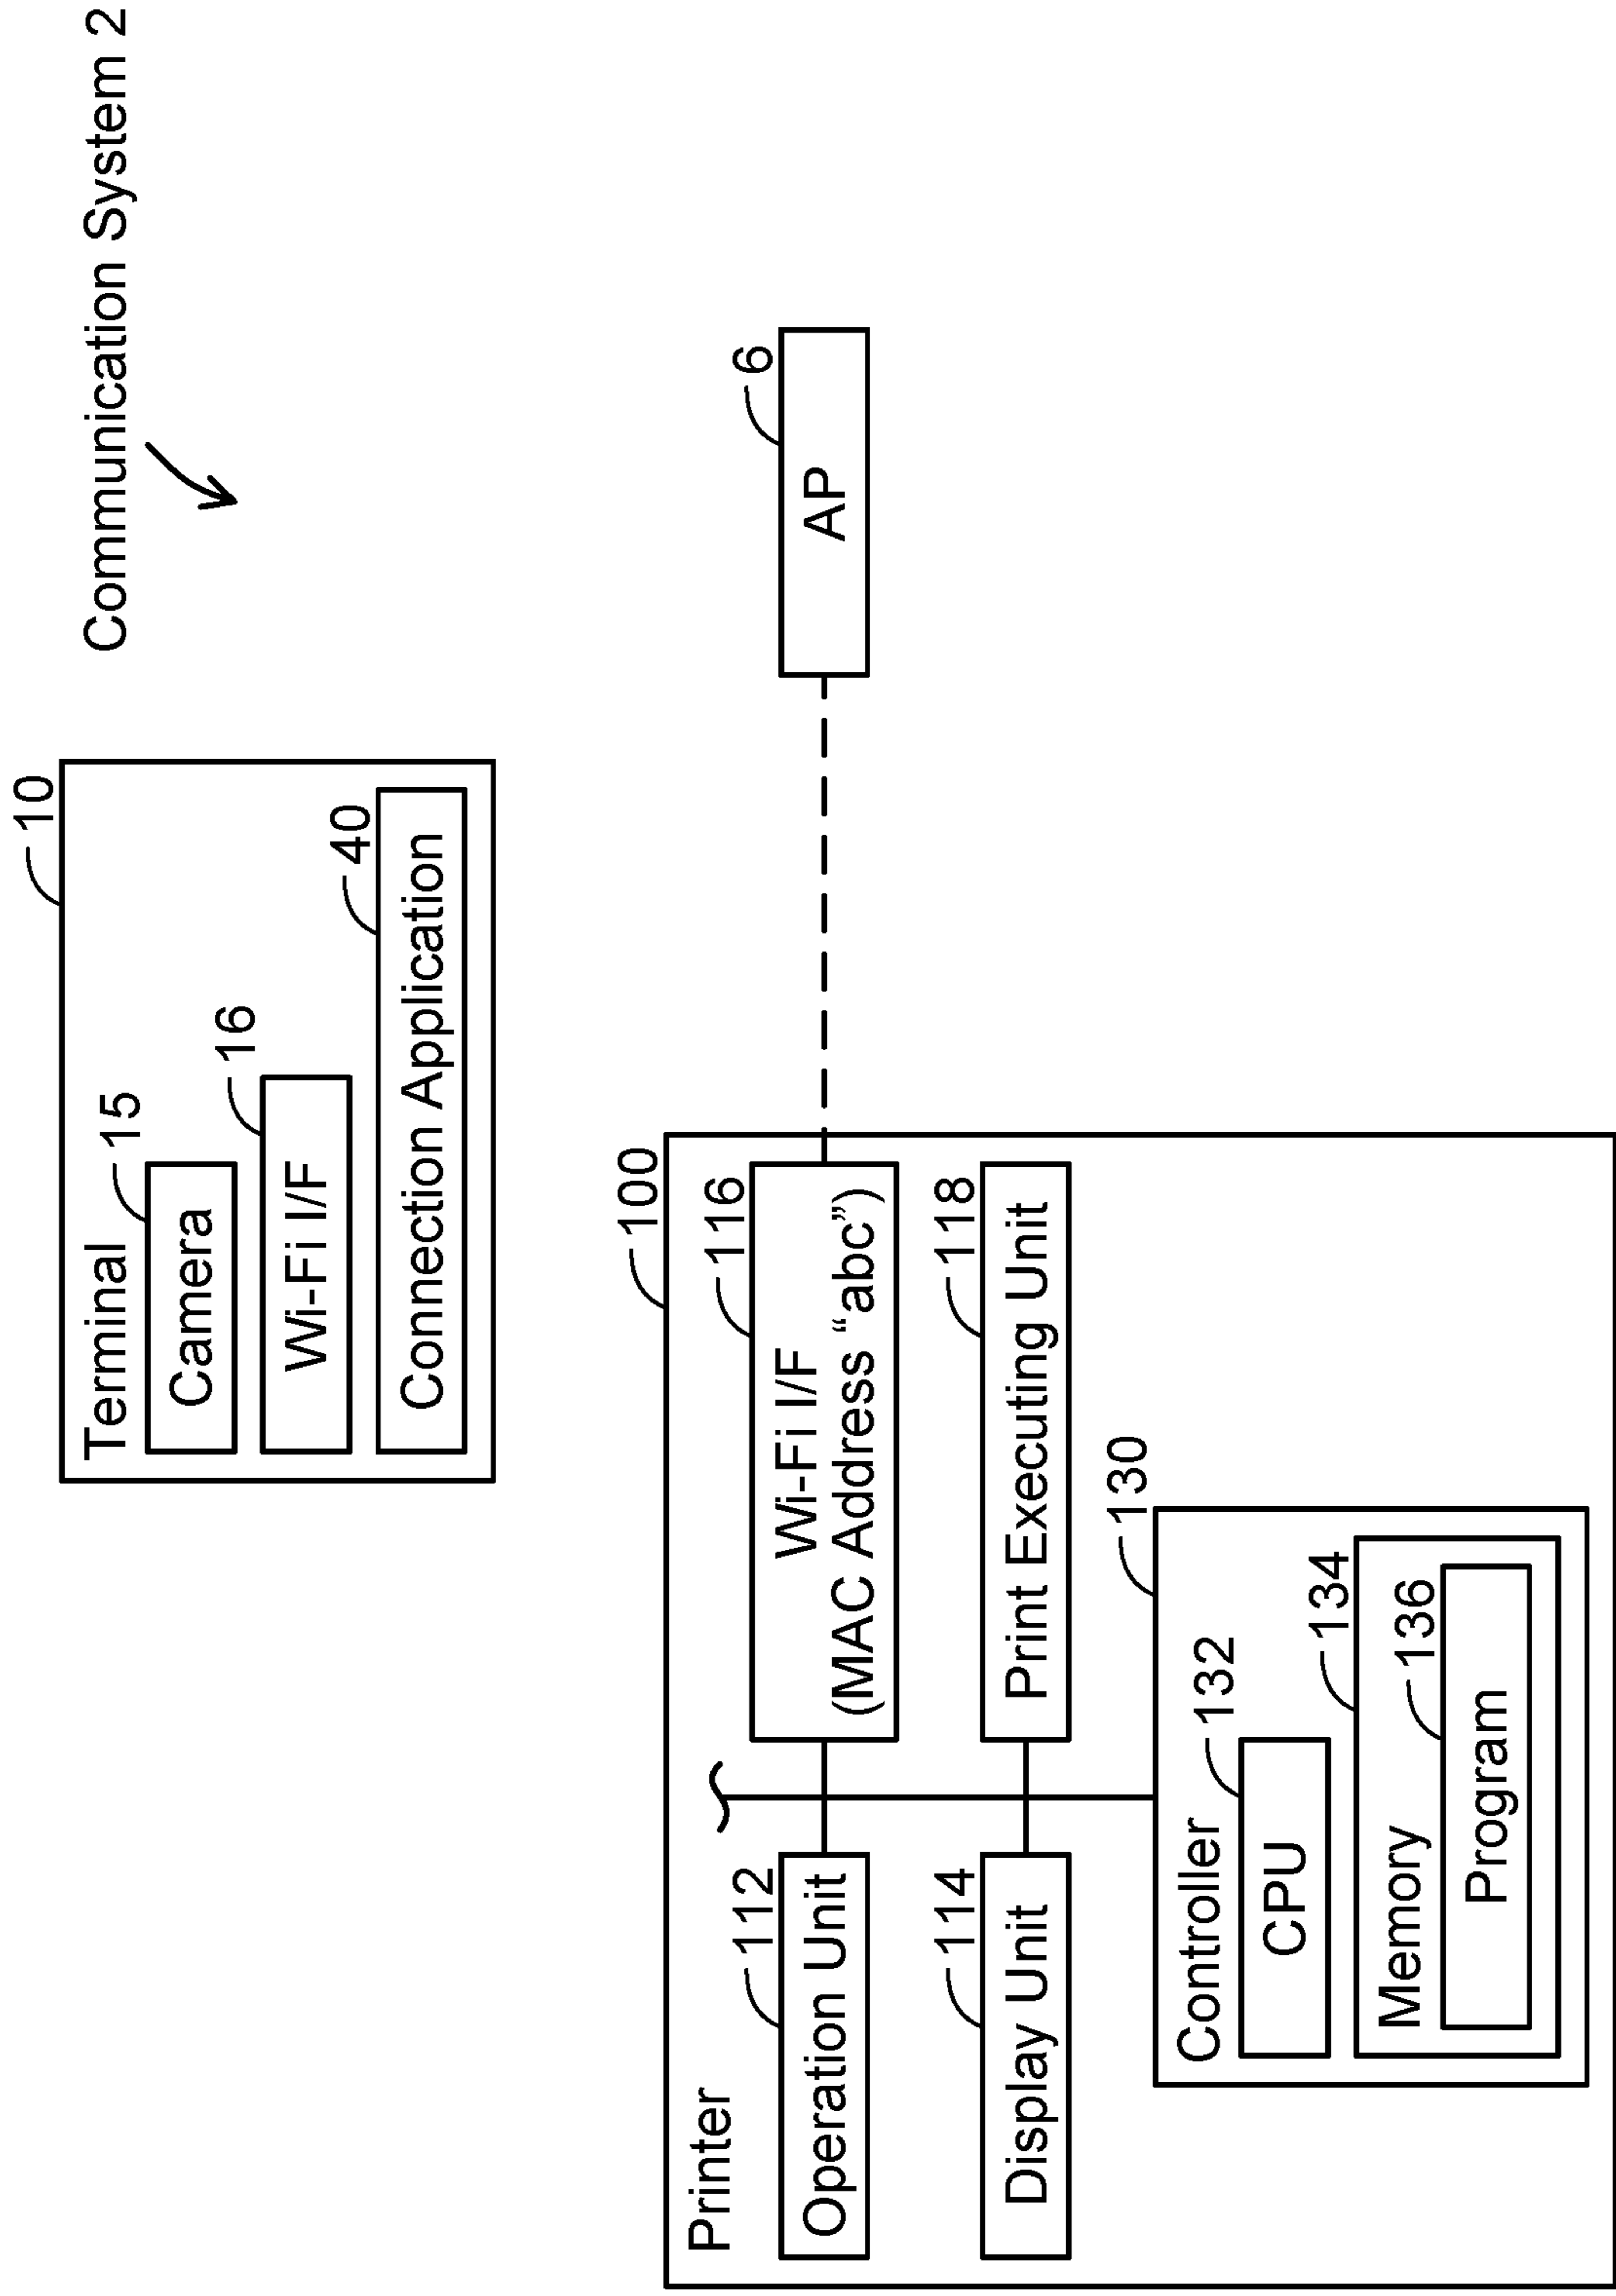 Communication System 2
10
Terminal
15
Camera
16
Wi-Fi I/F
40
Connection Application
100
Printer
112
Operation Unit
116
Wi-Fi I/F
(MAC Address “abc”)
6
AP
114
Display Unit
118
Print Executing Unit
130
Controller
132
CPU
134
Memory
136
Program